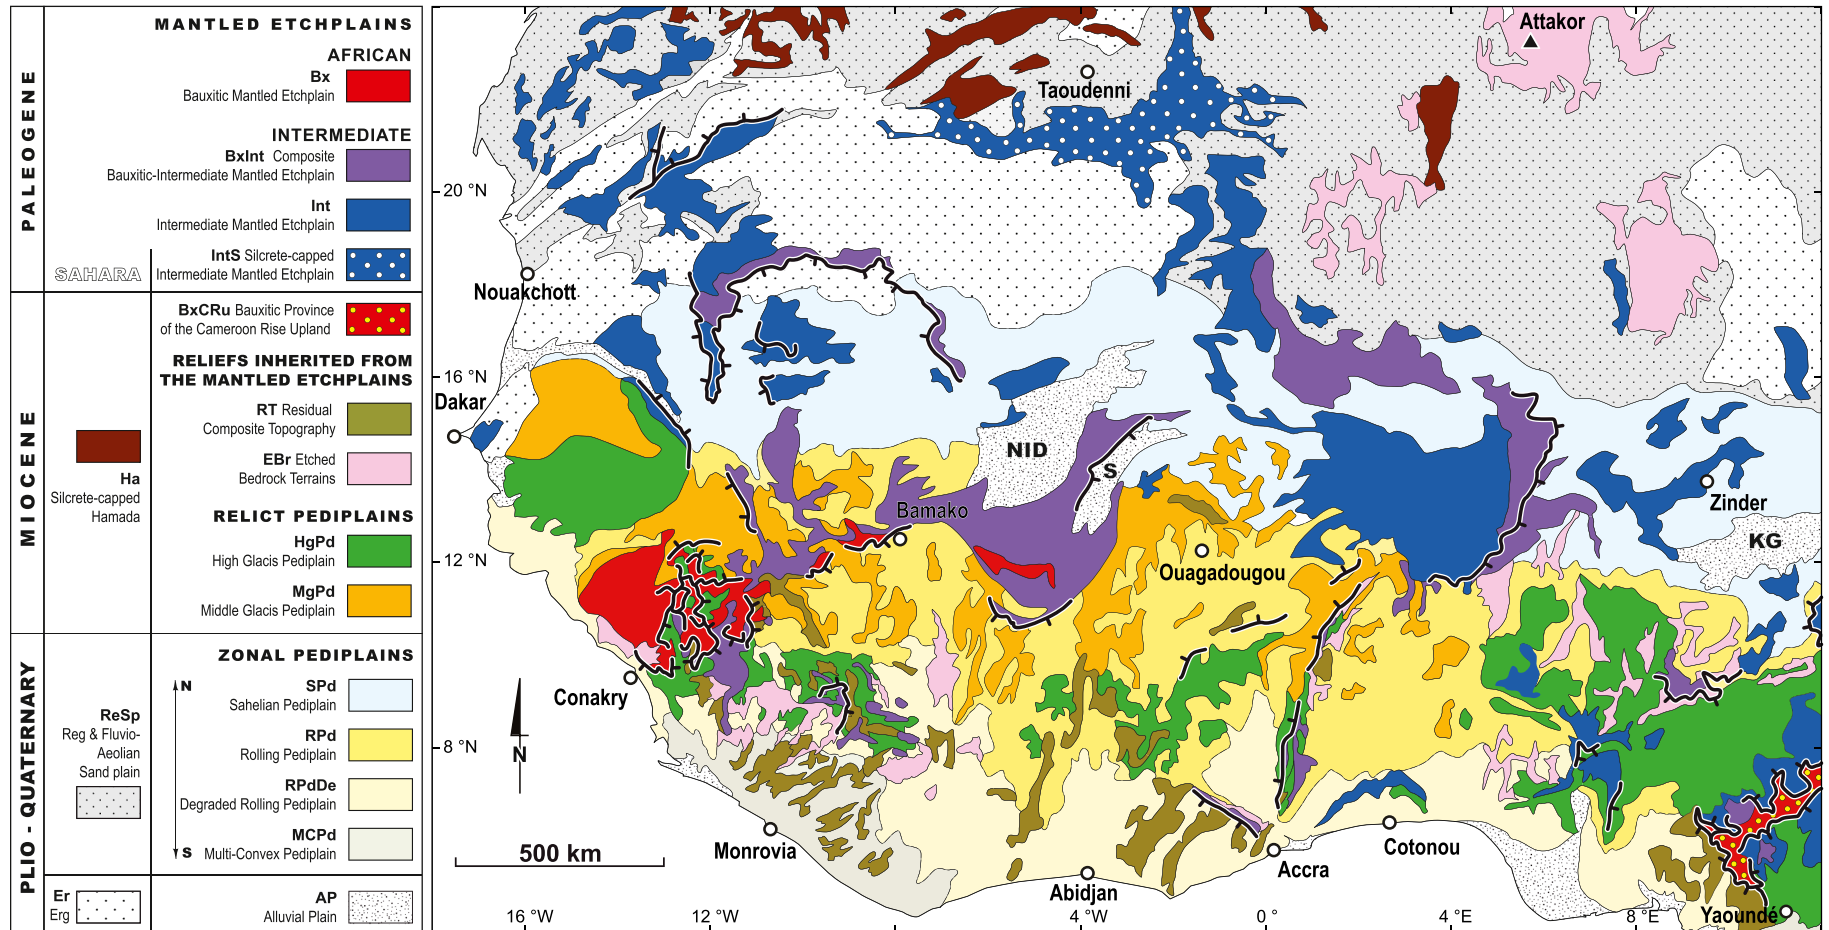 MANTLED ETCHPLAINS
AFRICAN
Bx
Bauxitic Mantled Etchplain
INTERMEDIATE
BxInt Composite
Bauxitic-Intermediate Mantled Etchplain
Int
Intermediate Mantled Etchplain
IntS Silcrete-capped
Intermediate Mantled Etchplain
SAHARA
PALEOGENE
BxCRu Bauxitic Province
of the Cameroon Rise Upland
RELIEFS INHERITED FROM
THE MANTLED ETCHPLAINS
RT Residual
Composite Topography
EBr Etched
Bedrock Terrains
RELICT PEDIPLAINS
HgPd
High Glacis Pediplain
MgPd
Middle Glacis Pediplain
Ha
Silcrete-capped
Hamada
MIOCENE
ZONAL PEDIPLAINS
N
SPd
Sahelian Pediplain
RPd
Rolling Pediplain
RPdDe
Degraded Rolling Pediplain
MCPd
S Multi-Convex Pediplain
ReSp
Reg & Fluvio-
Aeolian
Sand plain
Er
Erg
AP
Alluvial Plain
PLIO - QUATERNARY
Attakor
Taoudenni
20 °N
Nouakchott
16 °N
Dakar
NID
S
Zinder
Bamako
KG
12 °N
Ouagadougou
Conakry
8 °N
N
500 km
Monrovia
Abidjan
Accra
Cotonou
Yaoundé
16 °W
12 °W
4 °W
0°
4 °E
8 °E